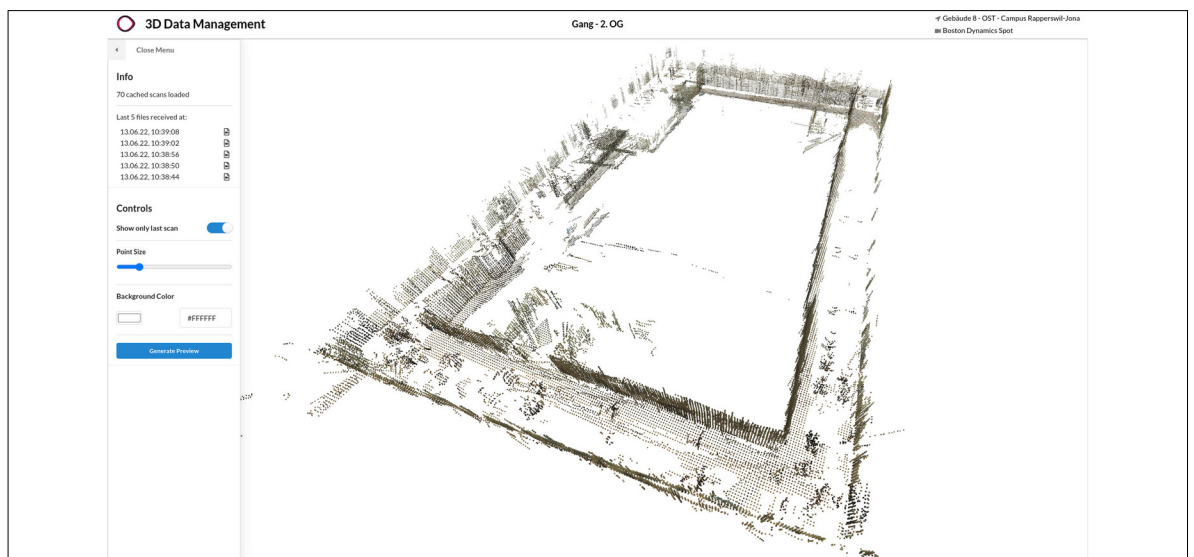 3D Data Management
Gang - 2. OG
Gebäude 8 - OST - Campus Rapperswil-Jona
Boston Dynamics Spot
Close Menu
Info
70 cached scans loaded
Last 5 files received at:
13.06.22, 10:39:08
13.06.22, 10:39:02
13.06.22, 10:38:56
13.06.22, 10:38:50
13.06.22, 10:38:44
Controls
Show only last scan
Point Size
Background Color
#FFFFFF
Generate Preview